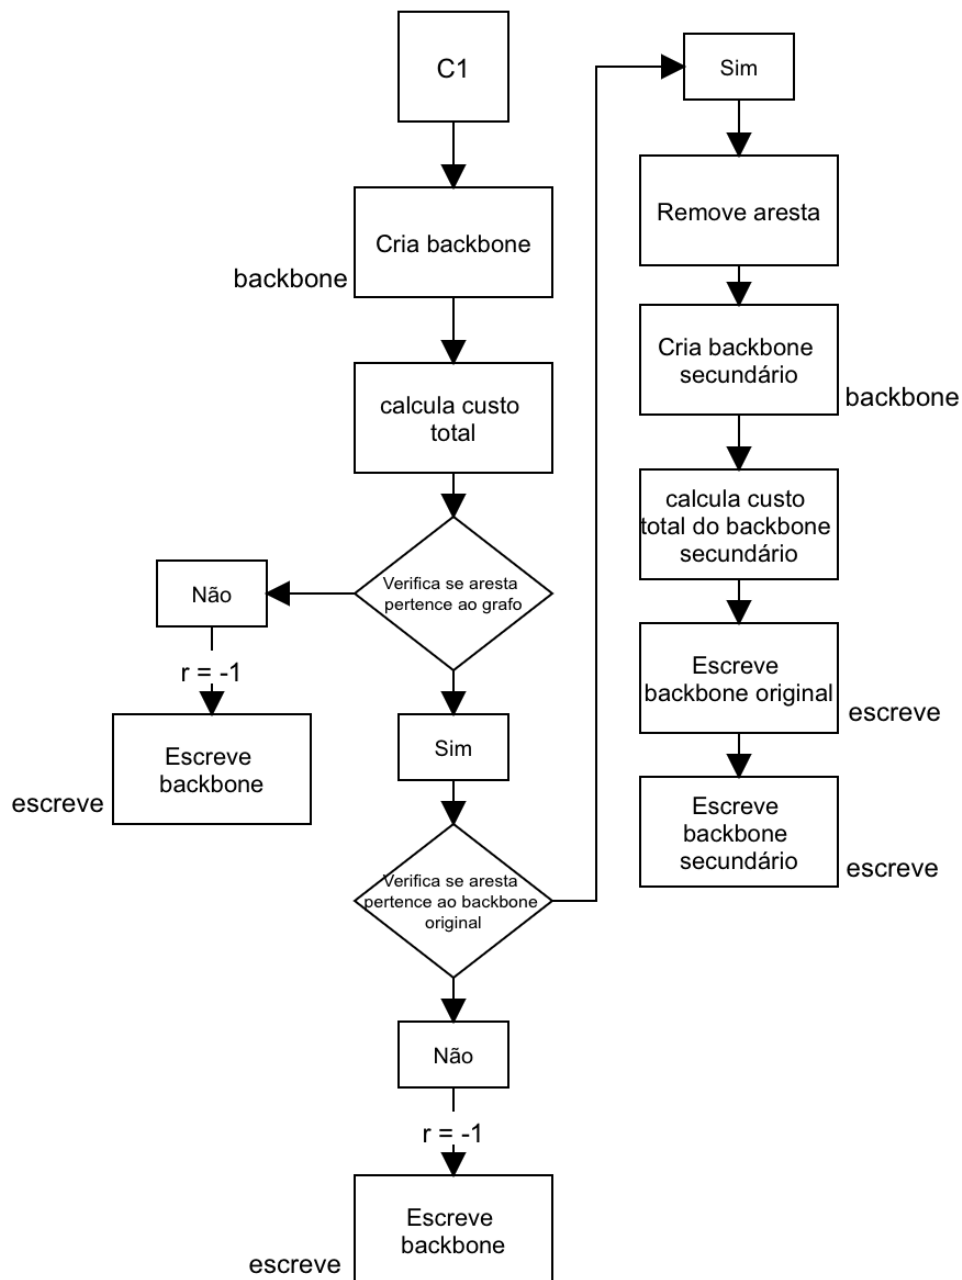 C1
Cria backbone
backbone
calcula custo
total
Verifica se aresta
pertence ao grafo
Não
r = -1
Escreve
backbone
escreve
Sim
Verifica se aresta
pertence ao backbone
original
Não
r = -1
Escreve
backbone
escreve
Sim
Remove aresta
Cria backbone
secundário
backbone
calcula custo
total do backbone
secundário
Escreve
backbone original
escreve
Escreve
backbone
secundário
escreve